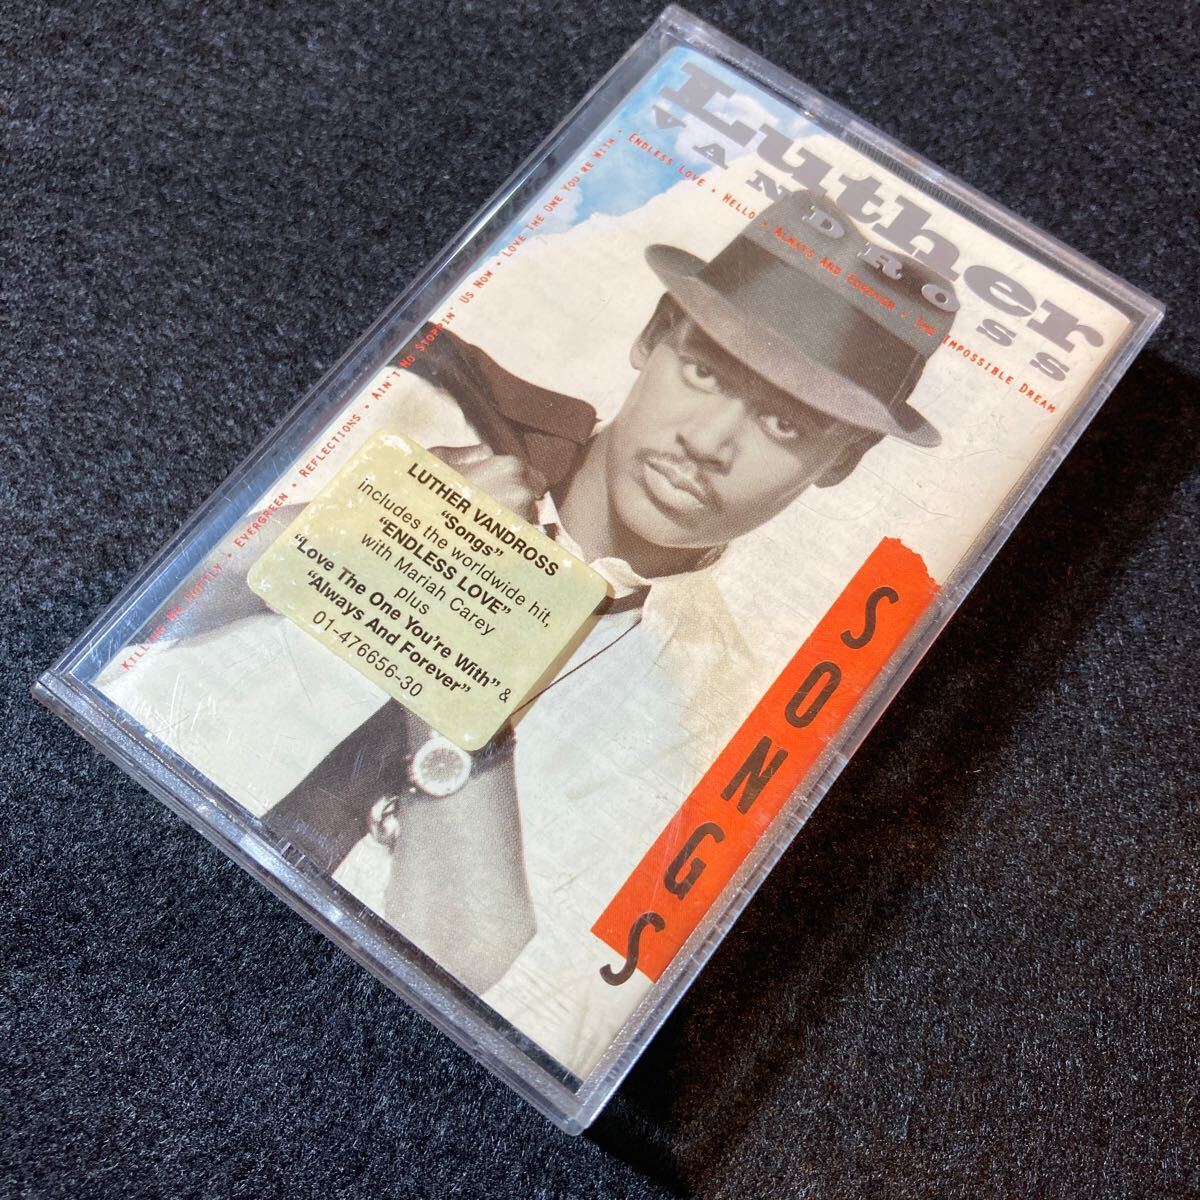 Luther
VANDROSS
KILLING ME SOFTLY • EVERGREEN • REFLECTIONS • AIN'T NO STOPPIN' US NOW • LOVE THE ONE YOU'RE WITH • ENDLESS LOVE • HELLO • ALWAYS AND FOREVER • THE IMPOSSIBLE DREAM
LUTHER VANDROSS
"Songs"
includes the worldwide hit,
"ENDLESS LOVE"
with Mariah Carey
plus
"Love The One You're With" &
"Always And Forever"
01-476656-30
SONGS